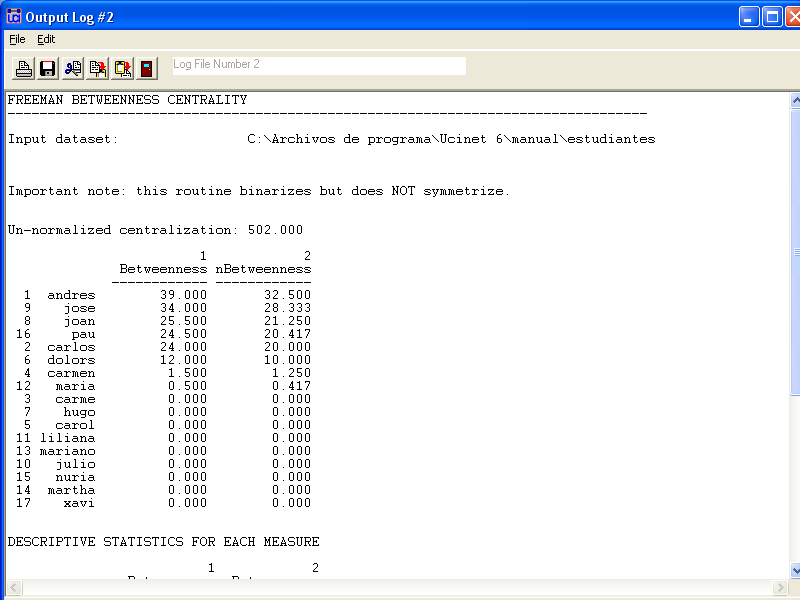 Output Log #2
File Edit
Log File Number 2
FREEMAN BETWEENNESS CENTRALITY
--------------------------------------------------------------------------------
Input dataset: C:\Archivos de programa\Ucinet 6\manual\estudiantes
Important note: this routine binarizes but does NOT symmetrize.
Un-normalized centralization: 502.000
1 2
Betweenness nBetweenness
------------ ------------
1 andres 39.000 32.500
9 jose 34.000 28.333
8 joan 25.500 21.250
16 pau 24.500 20.417
2 carlos 24.000 20.000
6 dolors 12.000 10.000
4 carmen 1.500 1.250
12 maria 0.500 0.417
3 carme 0.000 0.000
7 hugo 0.000 0.000
5 carol 0.000 0.000
11 liliana 0.000 0.000
13 mariano 0.000 0.000
10 julio 0.000 0.000
15 nuria 0.000 0.000
14 martha 0.000 0.000
17 xavi 0.000 0.000
DESCRIPTIVE STATISTICS FOR EACH MEASURE
1 2